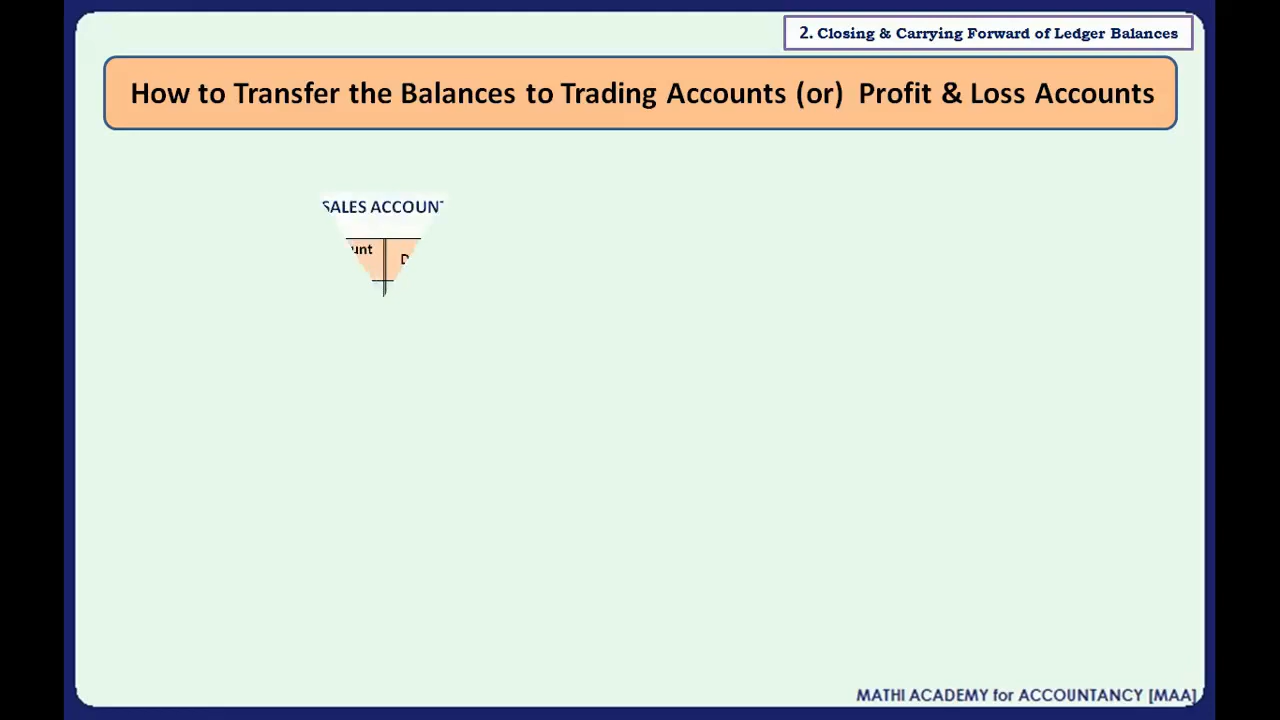 2. Closing & Carrying Forward of Ledger Balances
How to Transfer the Balances to Trading Accounts (or) Profit & Loss Accounts
SALES ACCOUN
unt
D
MATHI ACADEMY for ACCOUNTANCY [MAA]